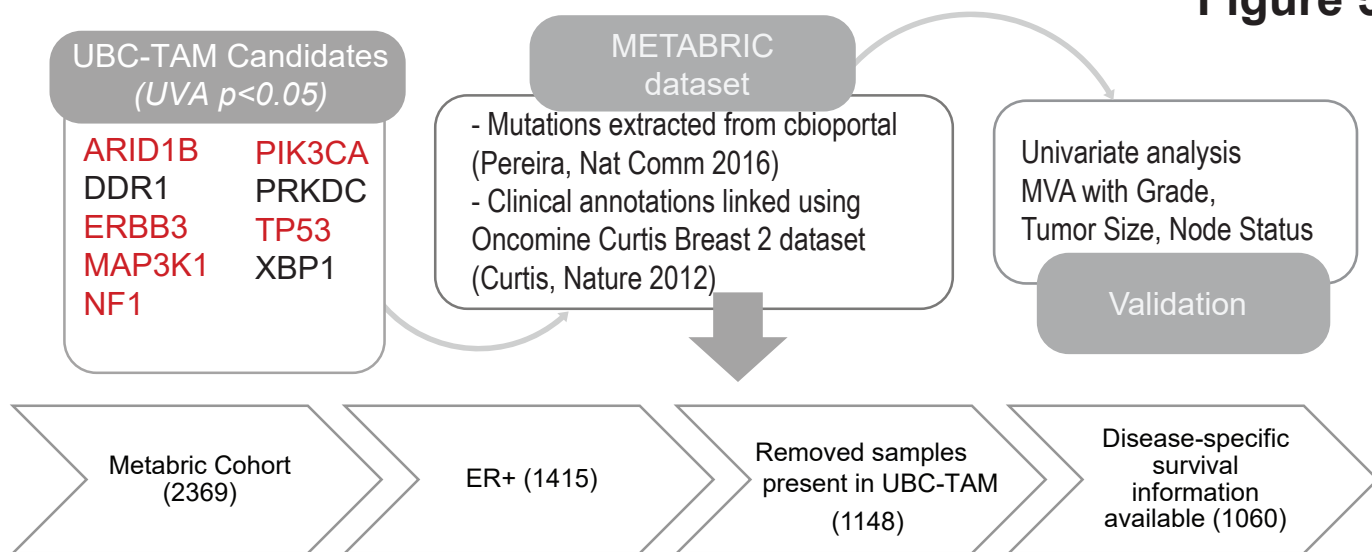 Figure 5
UBC-TAM Candidates
(UVA p<0.05)
ARID1B
DDR1
ERBB3
MAP3K1
NF1
PIK3CA
PRKDC
TP53
XBP1
METABRIC
dataset
- Mutations extracted from cbioportal
(Pereira, Nat Comm 2016)
- Clinical annotations linked using
Oncomine Curtis Breast 2 dataset
(Curtis, Nature 2012)
Univariate analysis
MVA with Grade,
Tumor Size, Node Status
Validation
Metabric Cohort
(2369)
ER+ (1415)
Removed samples
present in UBC-TAM
(1148)
Disease-specific
survival
information
available (1060)